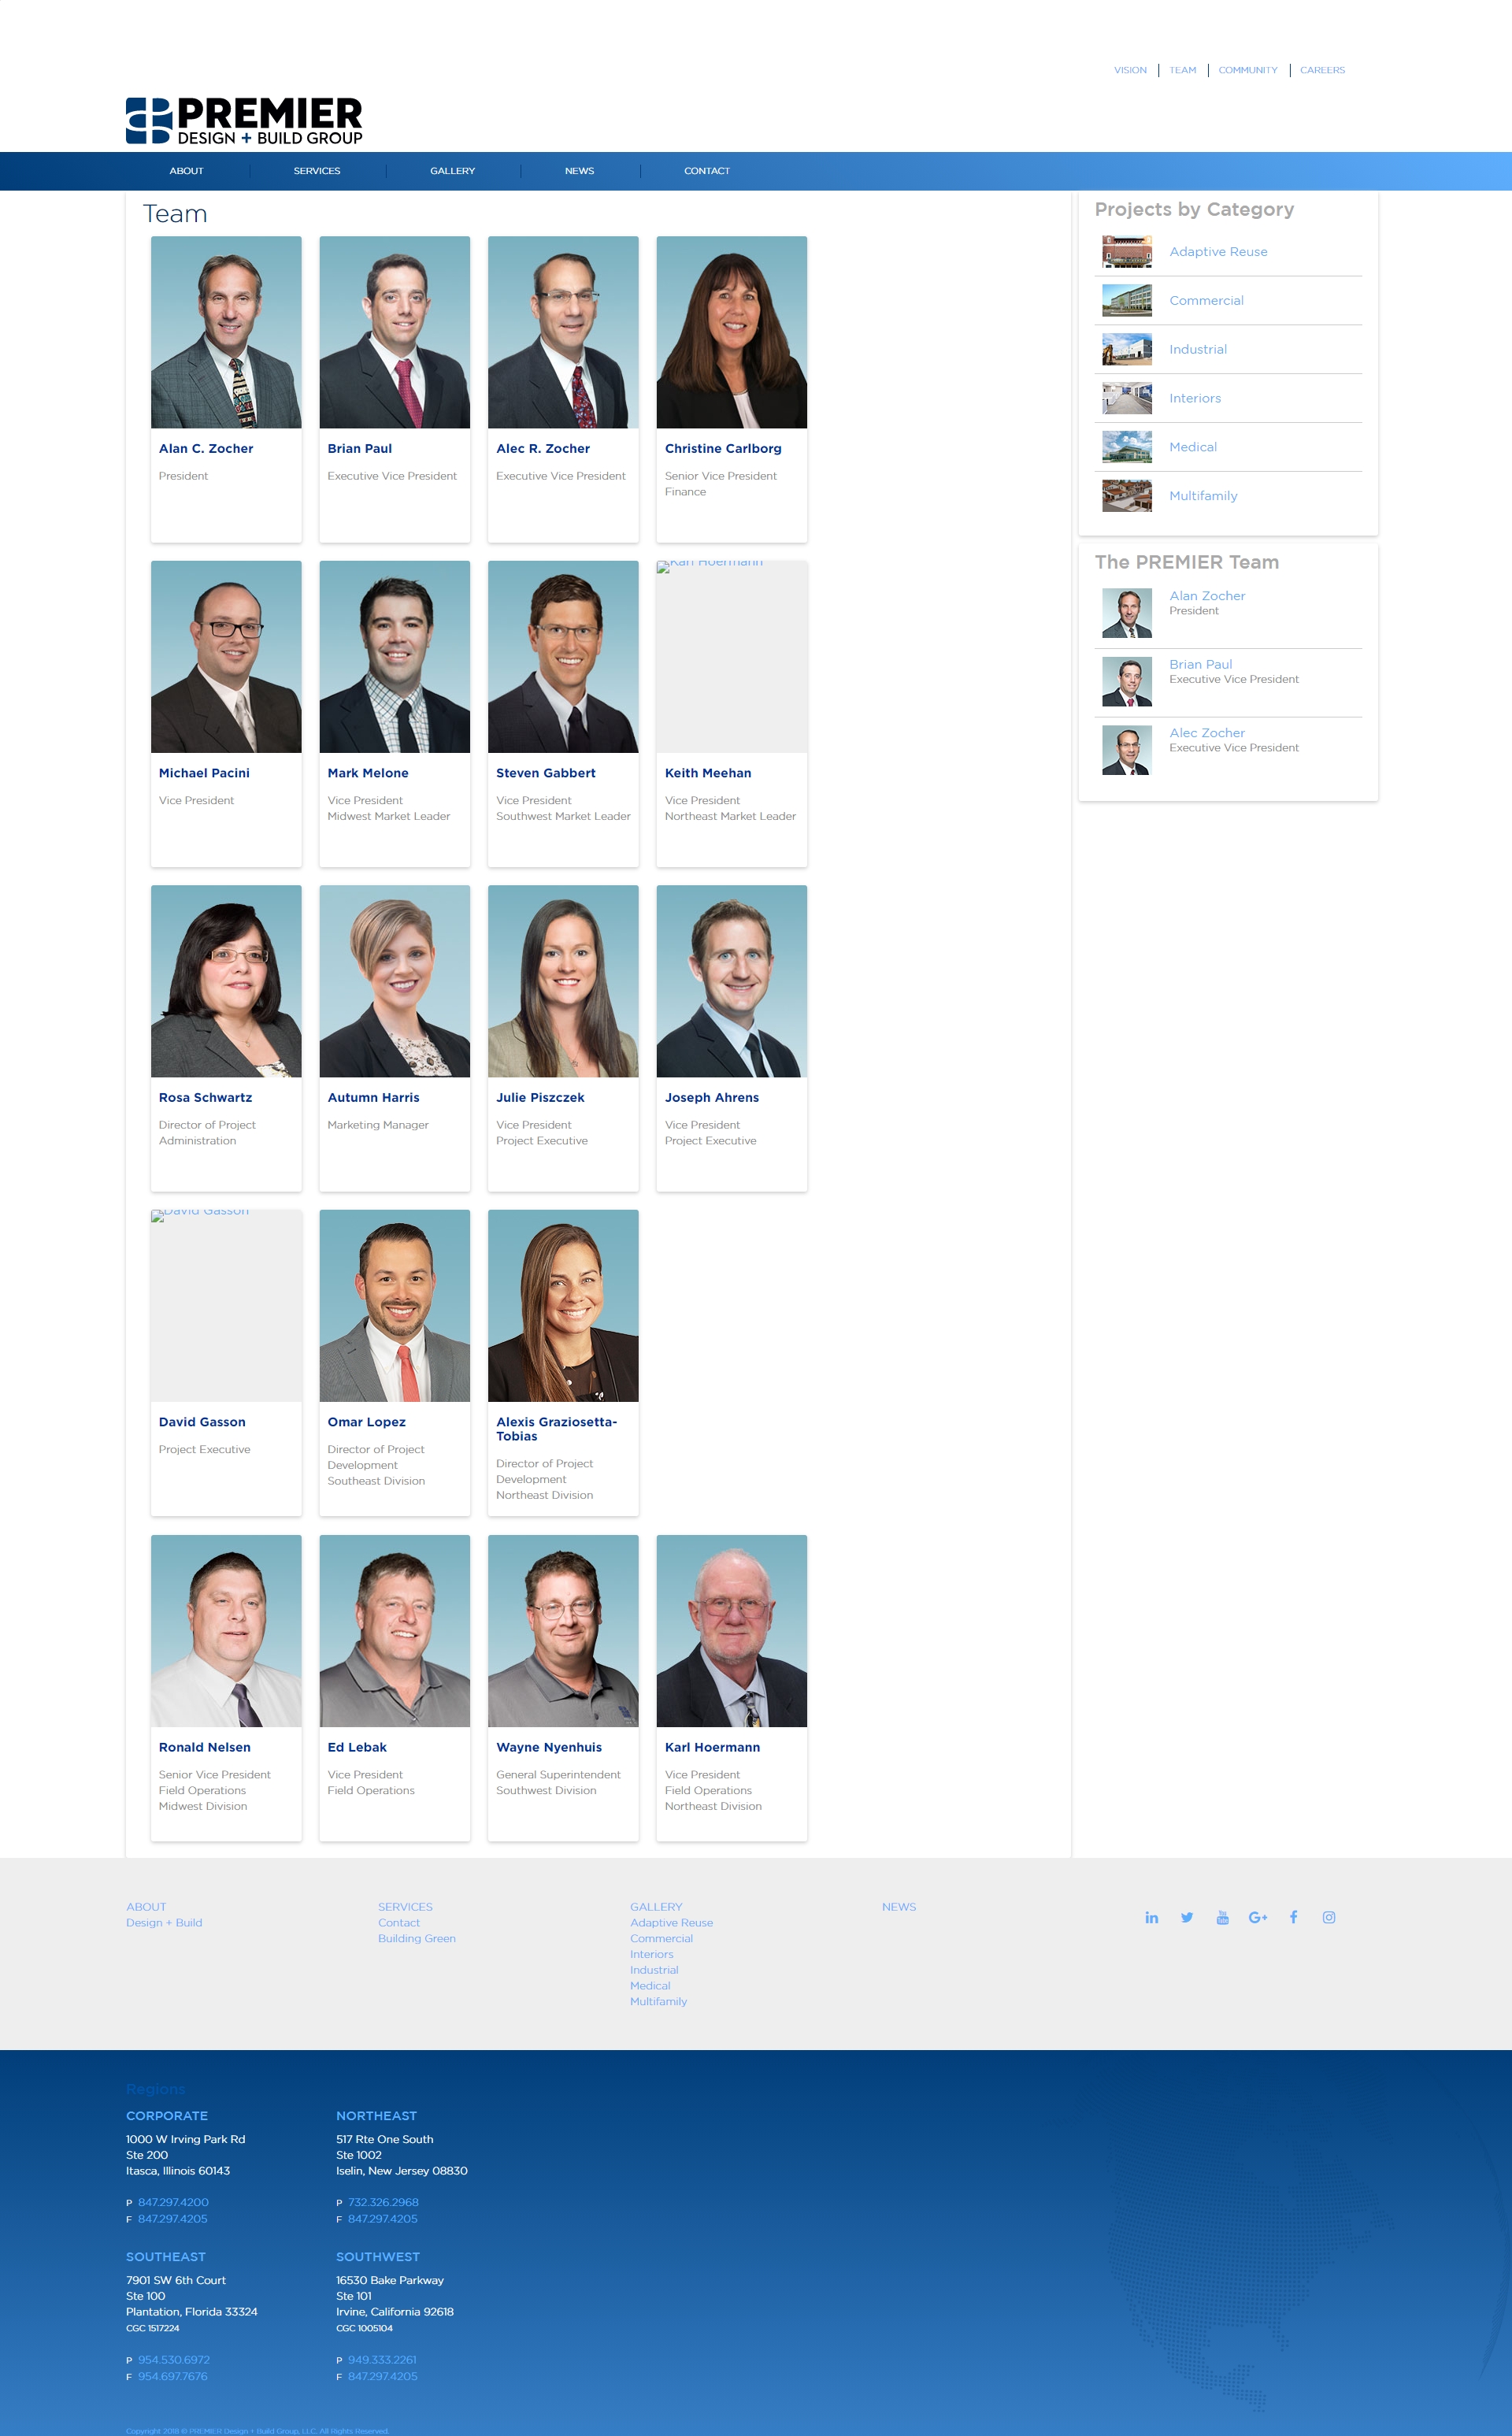 VISION
TEAM
COMMUNITY
CAREERS
PREMIER
DESIGN + BUILD GROUP
ABOUT
SERVICES
GALLERY
NEWS
CONTACT
Team
Alan C. Zocher
President
Brian Paul
Executive Vice President
Alec R. Zocher
Executive Vice President
Christine Carlborg
Senior Vice President
Finance
Michael Pacini
Vice President
Mark Melone
Vice President
Midwest Market Leader
Steven Gabbert
Vice President
Southwest Market Leader
Karl Hoermann
Keith Meehan
Vice President
Northeast Market Leader
Rosa Schwartz
Director of Project
Administration
Autumn Harris
Marketing Manager
Julie Piszczek
Vice President
Project Executive
Joseph Ahrens
Vice President
Project Executive
David Gasson
David Gasson
Project Executive
Omar Lopez
Director of Project
Development
Southeast Division
Alexis Graziosetta-
Tobias
Director of Project
Development
Northeast Division
Ronald Nelsen
Senior Vice President
Field Operations
Midwest Division
Ed Lebak
Vice President
Field Operations
Wayne Nyenhuis
General Superintendent
Southwest Division
Karl Hoermann
Vice President
Field Operations
Northeast Division
Projects by Category
Adaptive Reuse
Commercial
Industrial
Interiors
Medical
Multifamily
The PREMIER Team
Alan Zocher
President
Brian Paul
Executive Vice President
Alec Zocher
Executive Vice President
ABOUT
Design + Build
SERVICES
Contact
Building Green
GALLERY
Adaptive Reuse
Commercial
Interiors
Industrial
Medical
Multifamily
NEWS
Regions
CORPORATE
1000 W Irving Park Rd
Ste 200
Itasca, Illinois 60143
P 847.297.4200
F 847.297.4205
NORTHEAST
517 Rte One South
Ste 1002
Iselin, New Jersey 08830
P 732.326.2968
F 847.297.4205
SOUTHEAST
7901 SW 6th Court
Ste 100
Plantation, Florida 33324
CGC 1517224
P 954.530.6972
F 954.697.7676
SOUTHWEST
16530 Bake Parkway
Ste 101
Irvine, California 92618
CGC 1005104
P 949.333.2261
F 847.297.4205
Copyright 2018 © PREMIER Design + Build Group, LLC. All Rights Reserved.